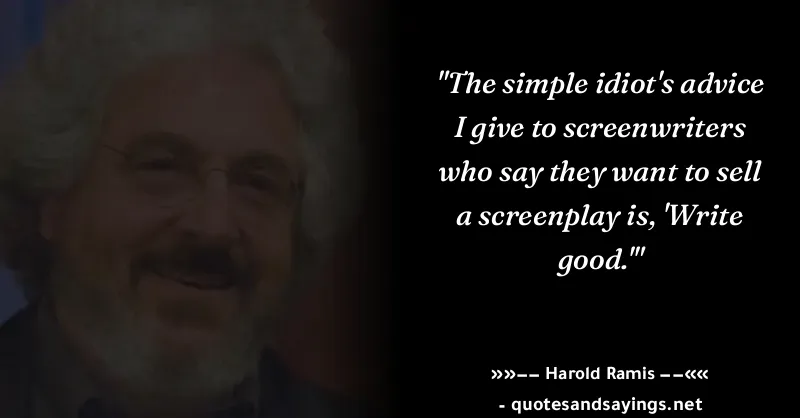 "The simple idiot's advice
I give to screenwriters
who say they want to sell
a screenplay is, 'Write
good.'"
»»−− Harold Ramis −−««
- quotesandsayings.net